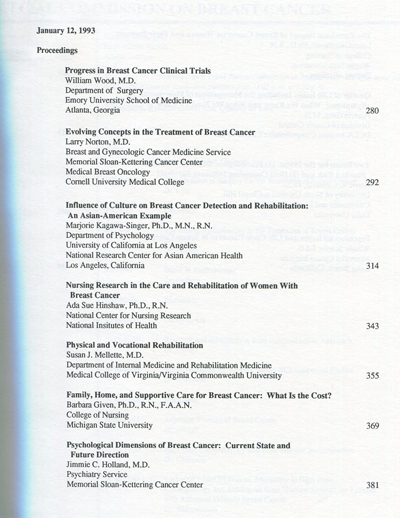 January 12, 1993
Proceedings
Progress in Breast Cancer Clinical Trials
William Wood, M.D.
Department of Surgery
Emory University School of Medicine
Atlanta, Georgia 280
Evolving Concepts in the Treatment of Breast Cancer
Larry Norton, M.D.
Breast and Gynecologic Cancer Medicine Service
Memorial Sloan-Kettering Cancer Center
Medical Breast Oncology
Cornell University Medical College 292
Influence of Culture on Breast Cancer Detection and Rehabilitation:
An Asian-American Example
Marjorie Kagawa-Singer, Ph.D., M.N., R.N.
Department of Psychology
University of California at Los Angeles
National Research Center for Asian American Health
Los Angeles, California 314
Nursing Research in the Care and Rehabilitation of Women With
Breast Cancer
Ada Sue Hinshaw, Ph.D., R.N.
National Center for Nursing Research
National Insitutes of Health 343
Physical and Vocational Rehabilitation
Susan J. Mellette, M.D.
Department of Internal Medicine and Rehabilitation Medicine
Medical College of Virginia/Virginia Commonwealth University 355
Family, Home, and Supportive Care for Breast Cancer: What Is the Cost?
Barbara Given, Ph.D., R.N., F.A.A.N.
College of Nursing
Michigan State University 369
Psychological Dimensions of Breast Cancer: Current State and
Future Direction
Jimmie C. Holland, M.D.
Psychiatry Service
Memorial Sloan-Kettering Cancer Center 381